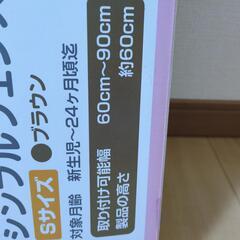 シンプルフェンス
Sサイズ ●ブラウン
対象月齢 新生児~24ヶ月頃迄
取り付け可能幅 60cm~90cm
製品の高さ 約60cm